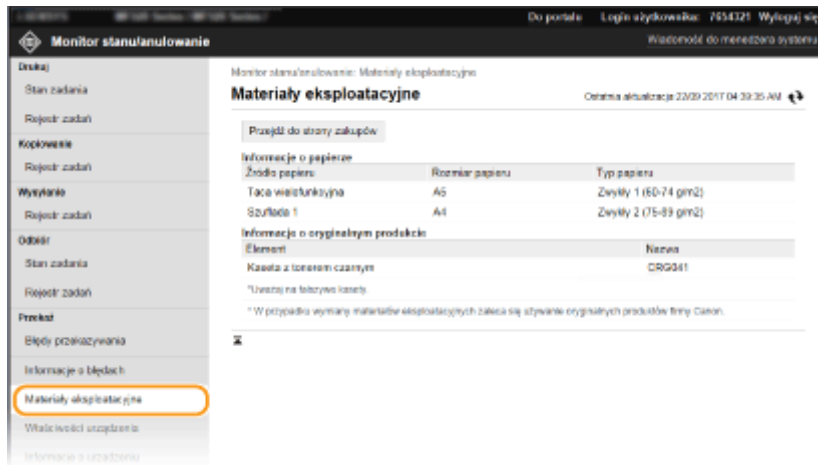 Do portalu Login użytkownika: 7654321 Wyloguj się
Monitor stanu/anulowanie
Wiadomość do menedżera systemu
Drukuj
Stan zadania
Rejestr zadań
Kopiowanie
Rejestr zadań
Wysyłanie
Rejestr zadań
Odbiór
Stan zadania
Rejestr zadań
Przekaż
Błędy przekazywania
Informacje o błędach
Materiały eksploatacyjne
Właściwości urządzenia
Informacje o urządzeniu
Monitor stanu/anulowanie: Materiały eksploatacyjne
Materiały eksploatacyjne
Ostatnia aktualizacja 22/09 2017 04:39:35 AM
Przejdź do strony zakupów
Informacje o papierze
Źródło papieru Rozmiar papieru Typ papieru
Taca wielofunkcyjna A5 Zwykły 1 (60-74 g/m2)
Szuflada 1 A4 Zwykły 2 (75-89 g/m2)
Informacje o oryginalnym produkcie
Element Nazwa
Kaseta z tonerem czarnym CRG041
*Uważaj na fałszywe kasety.
* W przypadku wymiany materiałów eksploatacyjnych zaleca się używanie oryginalnych produktów firmy Canon.